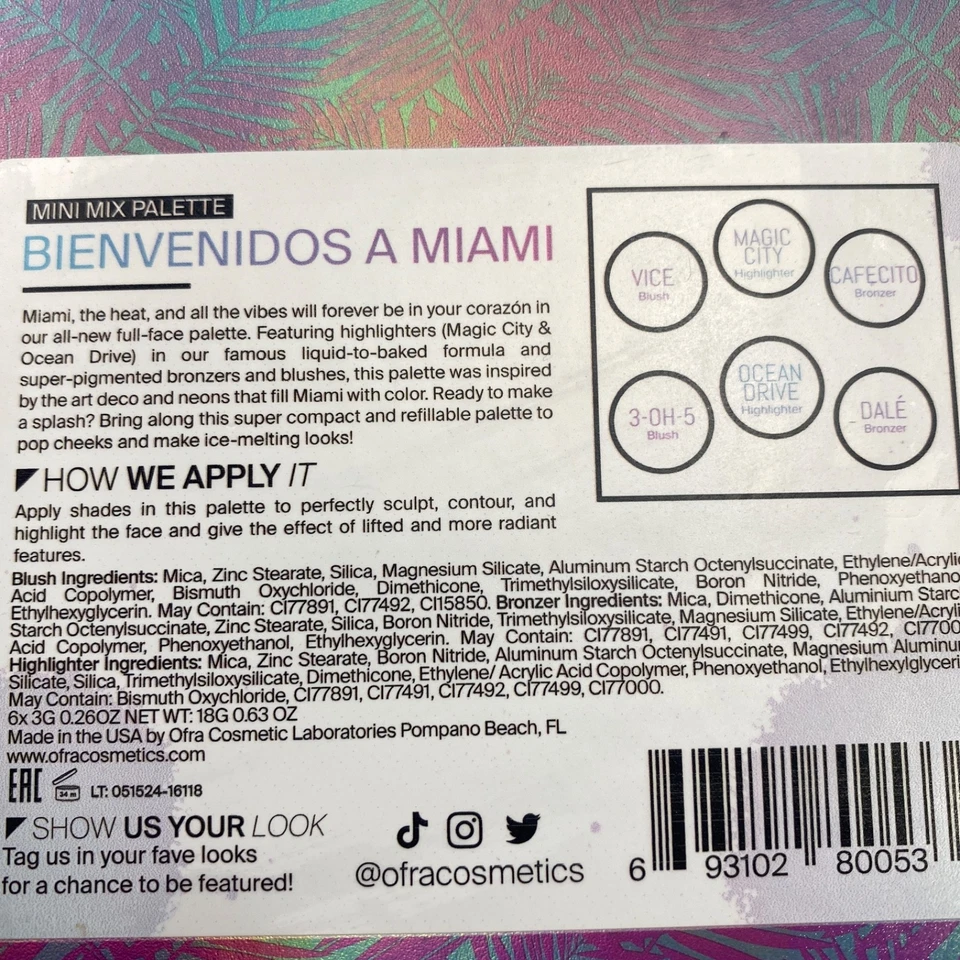 MINI MIX PALETTE
BIENVENIDOS A MIAMI
Miami, the heat, and all the vibes will forever be in your corazón in
our all-new full-face palette. Featuring highlighters (Magic City &
Ocean Drive) in our famous liquid-to-baked formula and
super-pigmented bronzers and blushes, this palette was inspired
by the art deco and neons that fill Miami with color. Ready to make
a splash? Bring along this super compact and refillable palette to
pop cheeks and make ice-melting looks!
VICE
Blush
MAGIC
CITY
Highlighter
CAFECITO
Bronzer
3-OH-5
Blush
OCEAN
DRIVE
Highlighter
DALÉ
Bronzer
HOW WE APPLY IT
Apply shades in this palette to perfectly sculpt, contour, and
highlight the face and give the effect of lifted and more radiant
features.
Blush Ingredients: Mica, Zinc Stearate, Silica, Magnesium Silicate, Aluminum Starch Octenylsuccinate, Ethylene/Acrylic
Acid Copolymer, Bismuth Oxychloride, Dimethicone, Trimethylsiloxysilicate, Boron Nitride, Phenoxyethano
Ethylhexyglycerin. May Contain: CI77891, CI77492, CI15850. Bronzer Ingredients: Mica, Dimethicone, Aluminium Starc
Starch Octenylsuccinate, Zinc Stearate, Silica, Boron Nitride, Trimethylsiloxysilicate, Magnesium Silicate, Ethylene/Acryli
Acid Copolymer, Phenoxyethanol, Ethylhexyglycerin. May Contain: CI77891, CI77491, CI77499, CI77492, CI7700
Highlighter Ingredients: Mica, Zinc Stearate, Boron Nitride, Aluminum Starch Octenylsuccinate, Magnesium Aluminum
Silicate, Silica, Trimethylsiloxysilicate, Dimethicone, Ethylene/ Acrylic Acid Copolymer, Phenoxyethanol, Ethylhexylglyceri
May Contain: Bismuth Oxychloride, CI77891, CI77491, CI77492, CI77499, CI77000.
6x 3G 0.26OZ NET WT: 18G 0.63 OZ
Made in the USA by Ofra Cosmetic Laboratories Pompano Beach, FL
www.ofracosmetics.com
EAC 34 m LT: 051524-16118
SHOW US YOUR LOOK
Tag us in your fave looks
for a chance to be featured!
@ofracosmetics
6 93102 80053